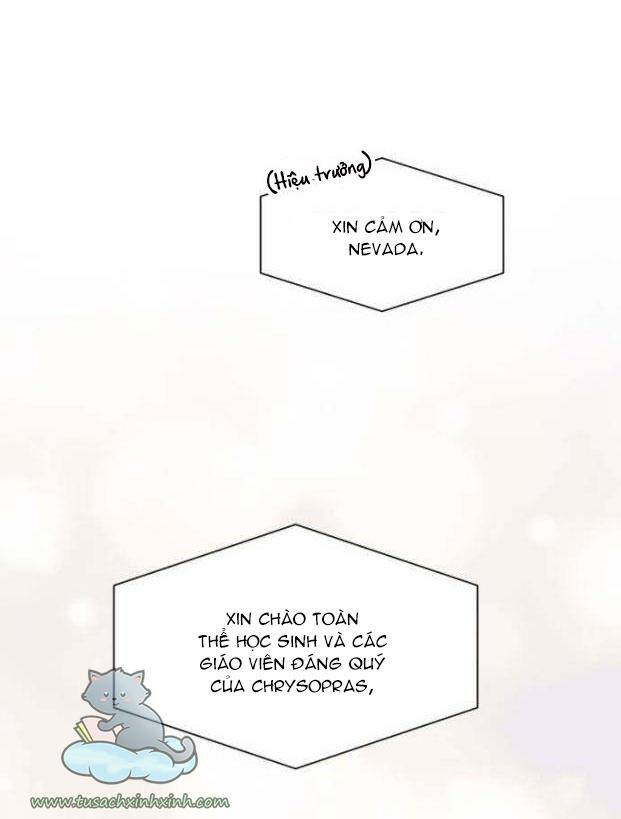 (Hiệu trưởng)
XIN CẢM ƠN,
NEVADA.
XIN CHÀO TOÀN
THỂ HỌC SINH VÀ CÁC
GIÁO VIÊN ĐÁNG QUÝ
CỦA CHRYSOPRAS,
www.tusachxinhxinh.com